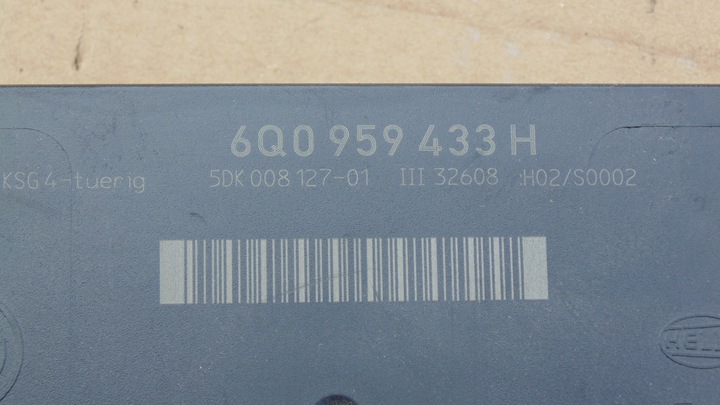 6Q0 959 433 H
KSG 4-tuerig 5DK 008 127-01 III 32608 :H02/S0002